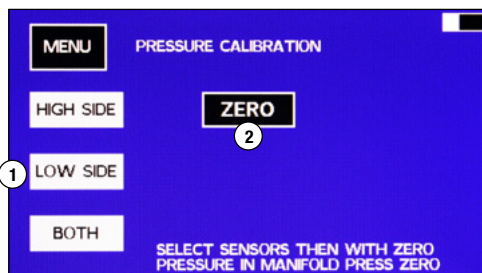 MENU
PRESSURE CALIBRATION
HIGH SIDE
ZERO
2
1
LOW SIDE
BOTH
SELECT SENSORS THEN WITH ZERO
PRESSURE IN MANIFOLD PRESS ZERO